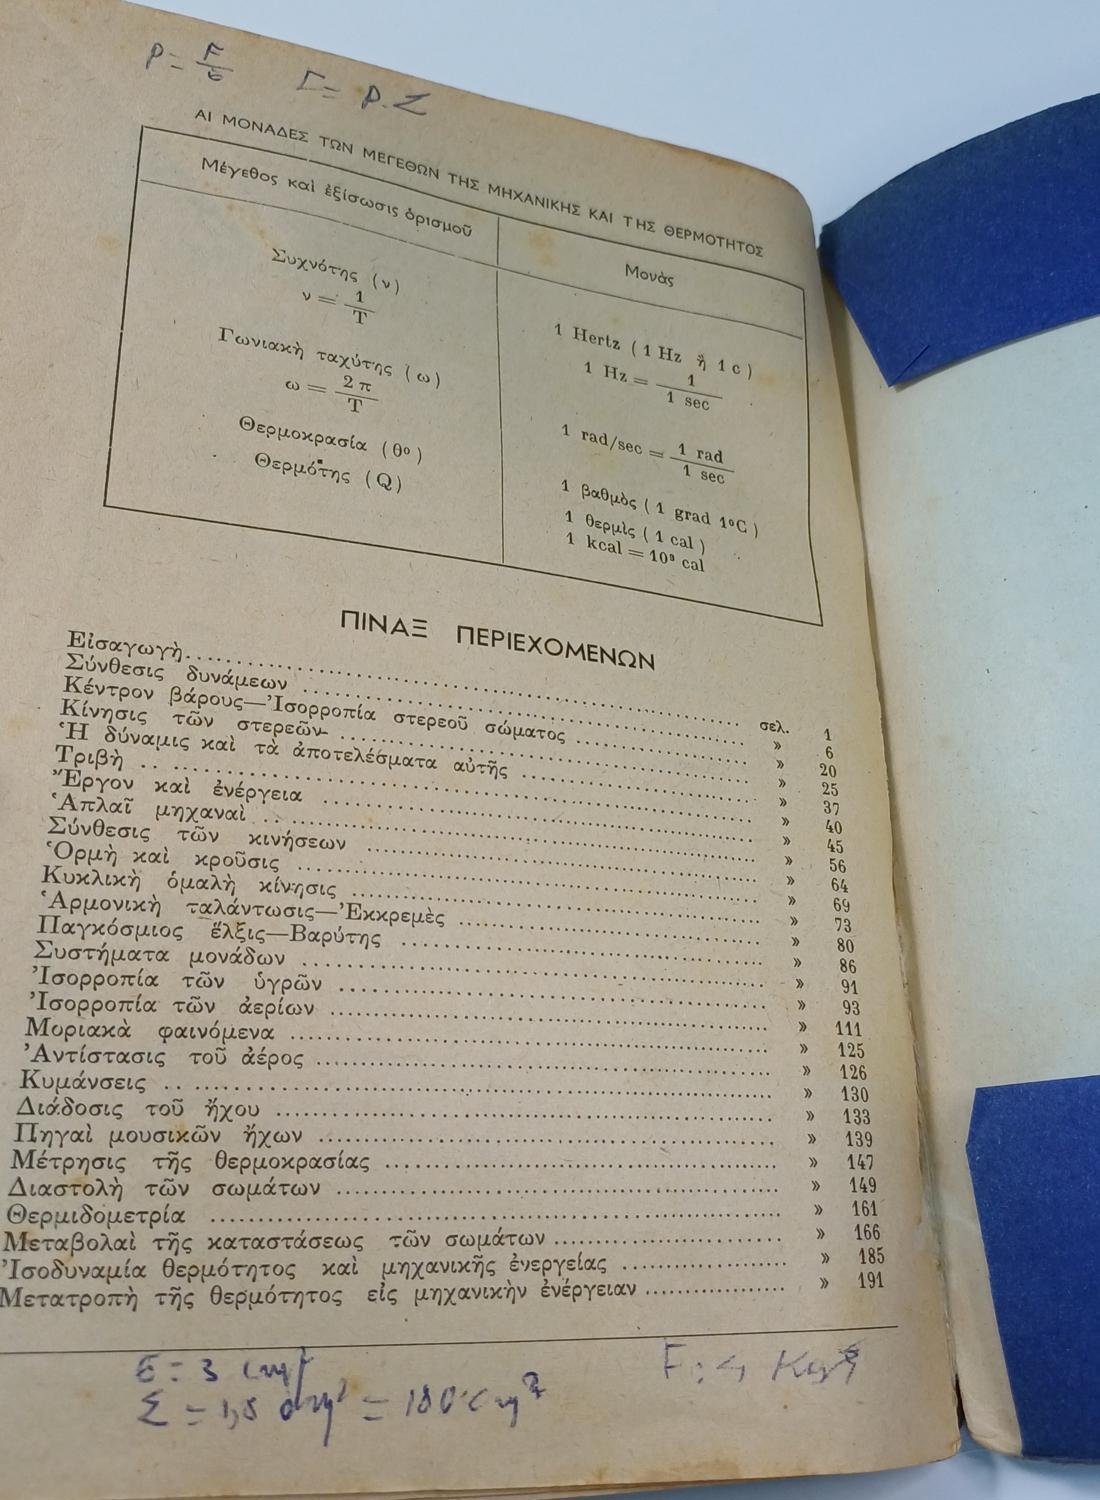 P = F/σ   Γ = P.Σ
ΑΙ ΜΟΝΑΔΕΣ ΤΩΝ ΜΕΓΕΘΩΝ ΤΗΣ ΜΗΧΑΝΙΚΗΣ ΚΑΙ ΤΗΣ ΘΕΡΜΟΤΗΤΟΣ
Μέγεθος καὶ ἐξίσωσις ὁρισμοῦ
Μονὰς
Συχνότης (ν)
ν = 1/Τ
1 Hertz ( 1 Hz ἢ 1 c )
1 Hz = 1/1 sec
Γωνιακὴ ταχύτης ( ω )
ω = 2 π/Τ
1 rad/sec = 1 rad/1 sec
Θερμοκρασία ( θ⁰ )
1 βαθμὸς ( 1 grad 1⁰C )
Θερμότης ( Q )
1 θερμὶς ( 1 cal )
1 kcal = 10³ cal
ΠΙΝΑΞ ΠΕΡΙΕΧΟΜΕΝΩΝ
Εἰσαγωγὴ ........ σελ. 1
Σύνθεσις δυνάμεων ........ » 6
Κέντρον βάρους—Ἰσορροπία στερεοῦ σώματος ........ » 20
Κίνησις τῶν στερεῶν ........ » 25
Ἡ δύναμις καὶ τὰ ἀποτελέσματα αὐτῆς ........ » 37
Τριβὴ ........ » 40
Ἔργον καὶ ἐνέργεια ........ » 45
Ἁπλαῖ μηχαναὶ ........ » 56
Σύνθεσις τῶν κινήσεων ........ » 64
Ὁρμὴ καὶ κροῦσις ........ » 69
Κυκλικὴ ὁμαλὴ κίνησις ........ » 73
Ἁρμονικὴ ταλάντωσις—Ἐκκρεμὲς ........ » 80
Παγκόσμιος ἕλξις—Βαρύτης ........ » 86
Συστήματα μονάδων ........ » 91
Ἰσορροπία τῶν ὑγρῶν ........ » 93
Ἰσορροπία τῶν ἀερίων ........ » 111
Μοριακὰ φαινόμενα ........ » 125
Ἀντίστασις τοῦ ἀέρος ........ » 126
Κυμάνσεις ........ » 130
Διάδοσις τοῦ ἤχου ........ » 133
Πηγαὶ μουσικῶν ἤχων ........ » 139
Μέτρησις τῆς θερμοκρασίας ........ » 147
Διαστολὴ τῶν σωμάτων ........ » 149
Θερμιδομετρία ........ » 161
Μεταβολαὶ τῆς καταστάσεως τῶν σωμάτων ........ » 166
Ἰσοδυναμία θερμότητος καὶ μηχανικῆς ἐνεργείας ........ » 185
Μετατροπὴ τῆς θερμότητος εἰς μηχανικὴν ἐνέργειαν ........ » 191
σ = 3 cm²
Σ = 1,8 dm² = 180 cm²